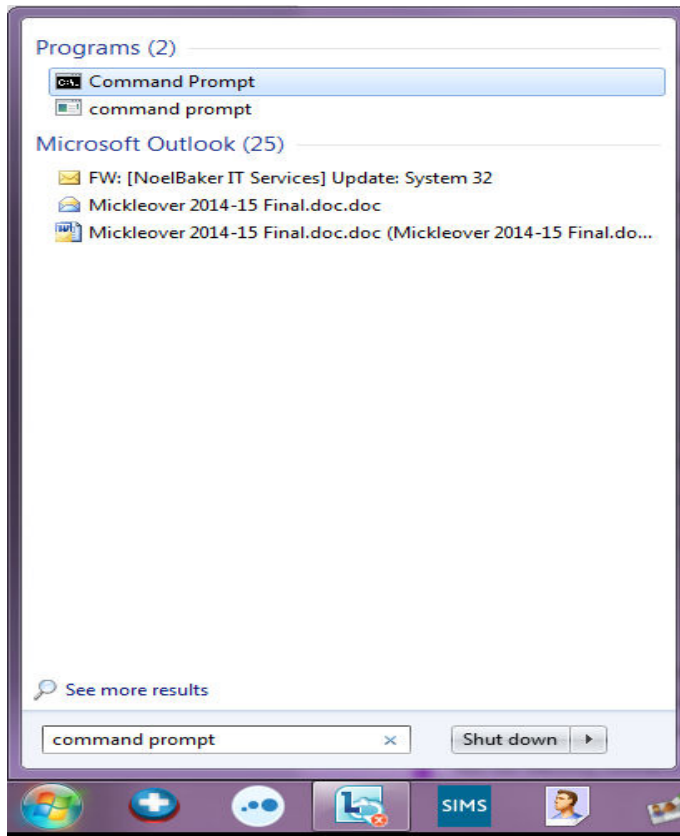 Programs (2)
Command Prompt
command prompt
Microsoft Outlook (25)
FW: [NoelBaker IT Services] Update: System 32
Mickleover 2014-15 Final.doc.doc
Mickleover 2014-15 Final.doc.doc (Mickleover 2014-15 Final.do...
See more results
command prompt
Shut down
SIMS